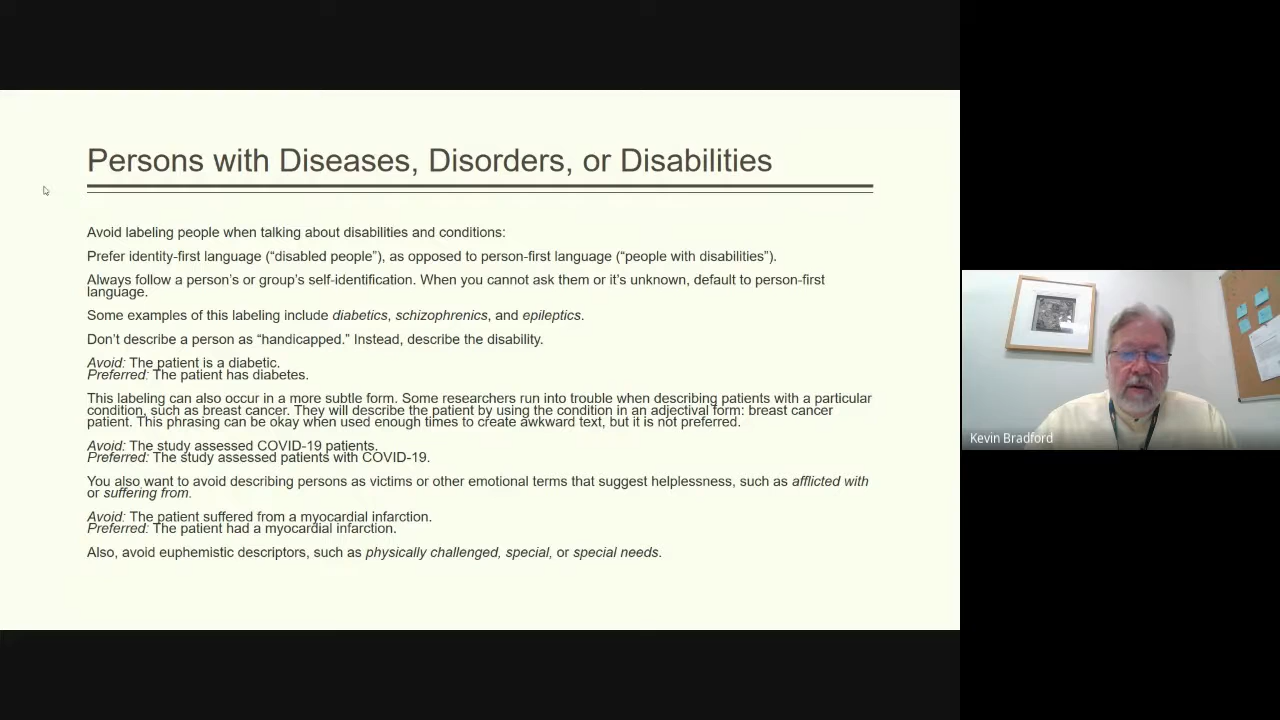 Persons with Diseases, Disorders, or Disabilities
Avoid labeling people when talking about disabilities and conditions:
Prefer identity-first language (“disabled people”), as opposed to person-first language (“people with disabilities”).
Always follow a person’s or group’s self-identification. When you cannot ask them or it’s unknown, default to person-first
language.
Some examples of this labeling include diabetics, schizophrenics, and epileptics.
Don’t describe a person as “handicapped.” Instead, describe the disability.
Avoid: The patient is a diabetic.
Preferred: The patient has diabetes.
This labeling can also occur in a more subtle form. Some researchers run into trouble when describing patients with a particular
condition, such as breast cancer. They will describe the patient by using the condition in an adjectival form: breast cancer
patient. This phrasing can be okay when used enough times to create awkward text, but it is not preferred.
Avoid: The study assessed COVID-19 patients.
Preferred: The study assessed patients with COVID-19.
You also want to avoid describing persons as victims or other emotional terms that suggest helplessness, such as afflicted with
or suffering from.
Avoid: The patient suffered from a myocardial infarction.
Preferred: The patient had a myocardial infarction.
Also, avoid euphemistic descriptors, such as physically challenged, special, or special needs.
Kevin Bradford